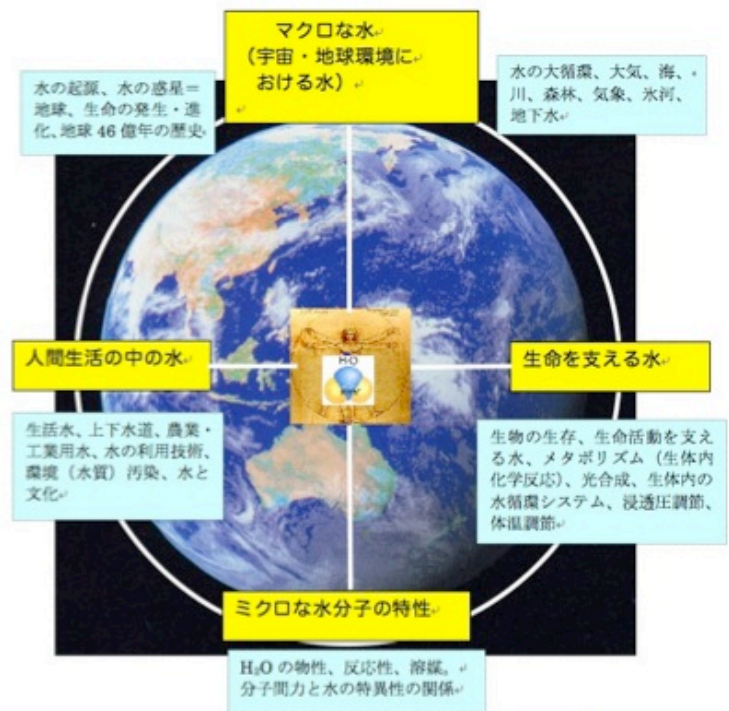 マクロな水
(宇宙・地球環境に
おける水)
水の起源、水の惑星=
地球、生命の発生・進
化、地球 46 億年の歴史
水の大循環、大気、海、
川、森林、気象、氷河、
地下水
人間生活の中の水
H₂O
生命を支える水
生活水、上下水道、農業・
工業用水、水の利用技術、
環境(水質)汚染、水と
文化
生物の生存、生命活動を支え
る水、メタボリズム(生体内
化学反応)、光合成、生体内の
水循環システム、浸透圧調節、
体温調節
ミクロな水分子の特性
H₂O の物性、反応性、溶媒。
分子間力と水の特異性の関係